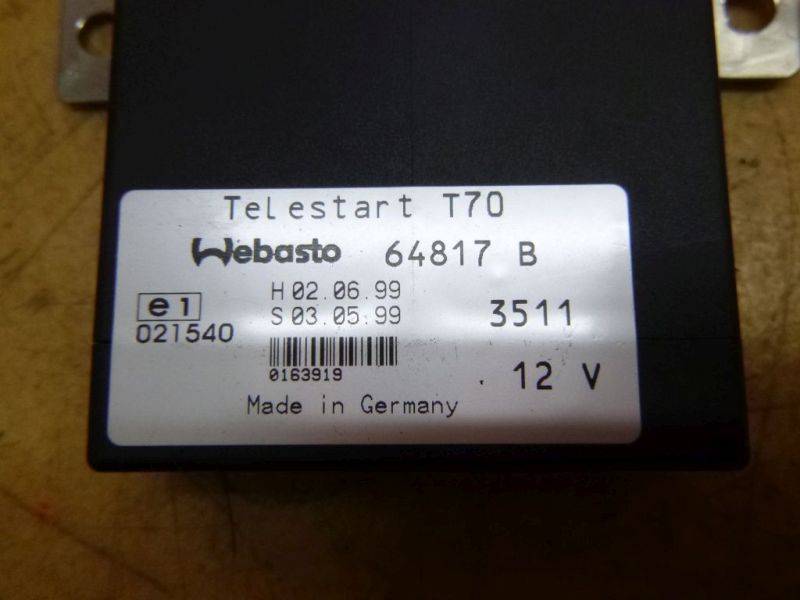 Telestart T70
Webasto 64817 B
H 02.06.99
S 03.05.99
3511
e1
021540
0163919
12 V
Made in Germany